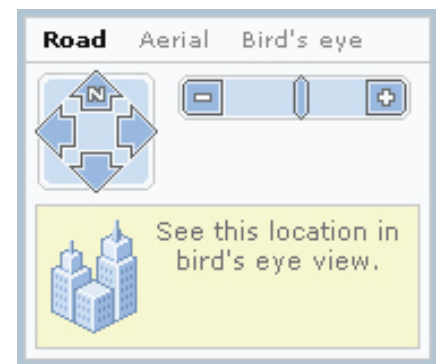 Road Aerial Bird's eye
N
See this location in
bird's eye view.